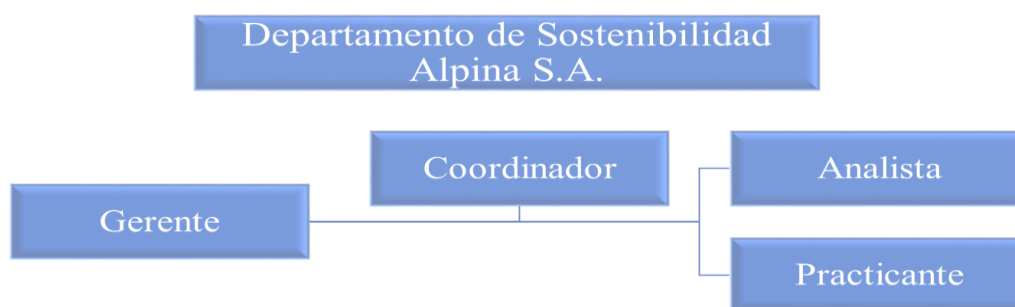 Departamento de Sostenibilidad
Alpina S.A.
Coordinador
Analista
Gerente
Practicante